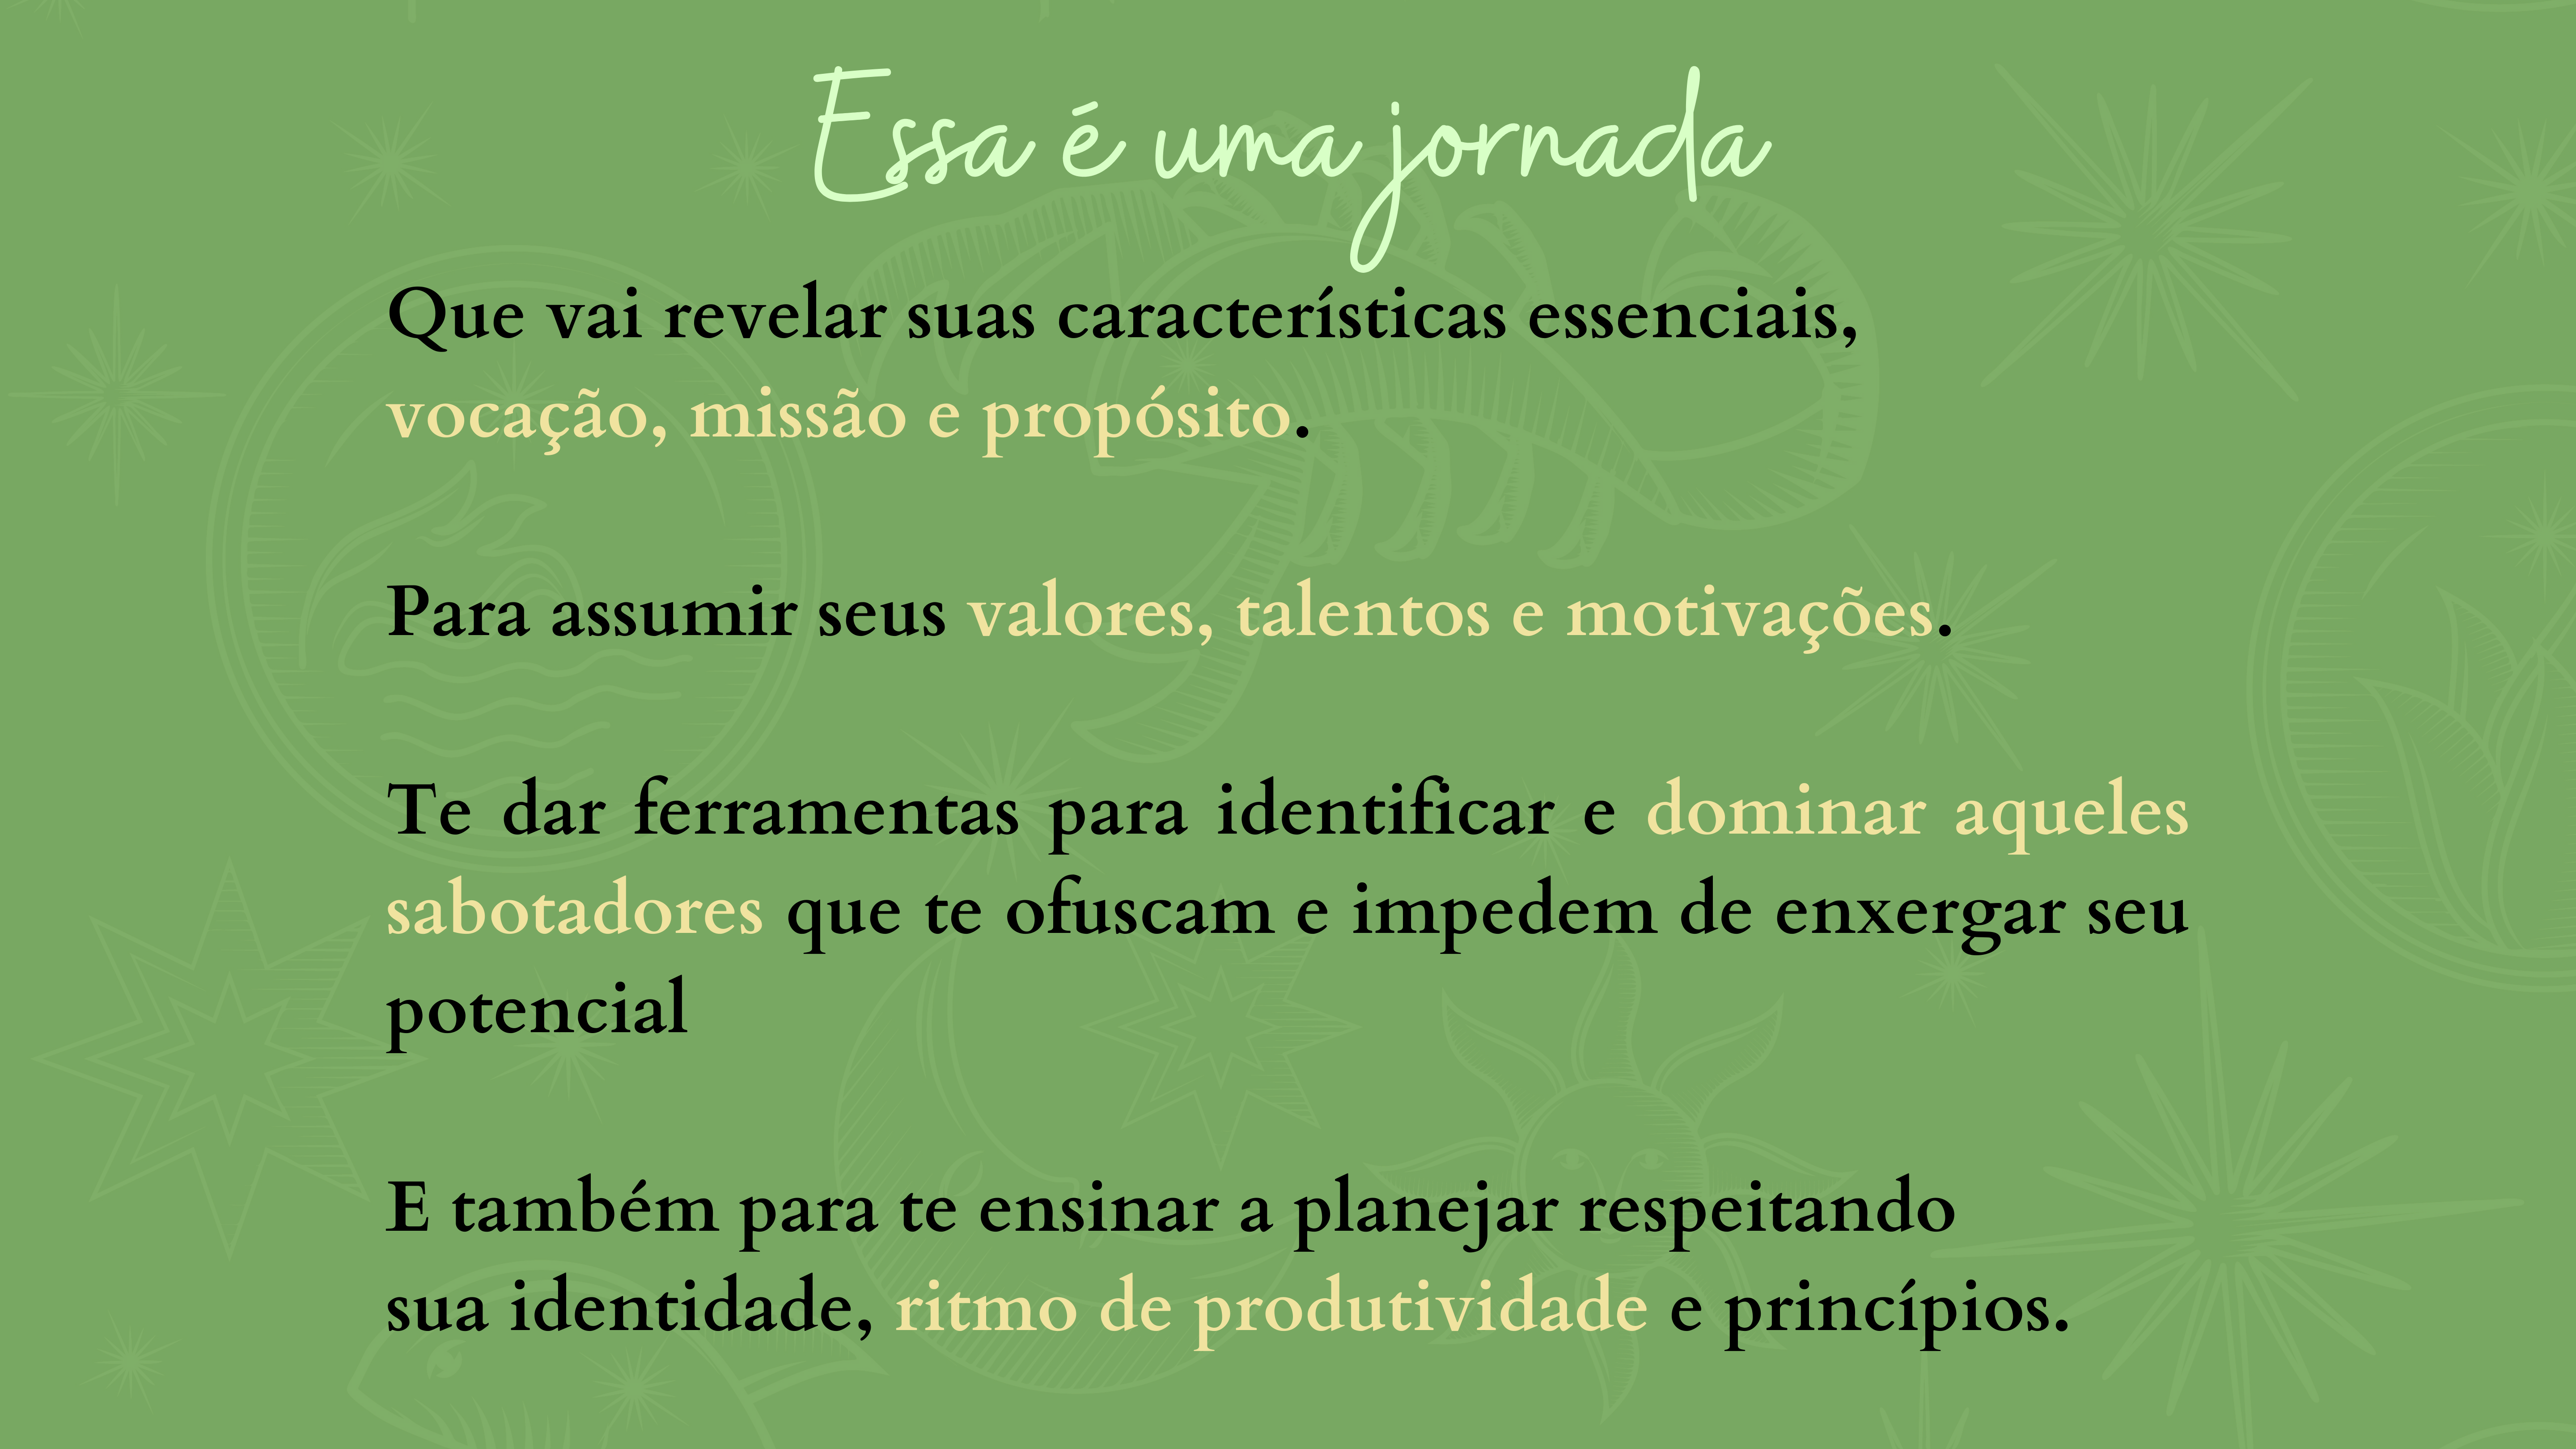 Essa é uma jornada
Que vai revelar suas características essenciais,
vocação, missão e propósito.
Para assumir seus valores, talentos e motivações.
Te dar ferramentas para identificar e dominar aqueles
sabotadores que te ofuscam e impedem de enxergar seu
potencial
E também para te ensinar a planejar respeitando
sua identidade, ritmo de produtividade e princípios.